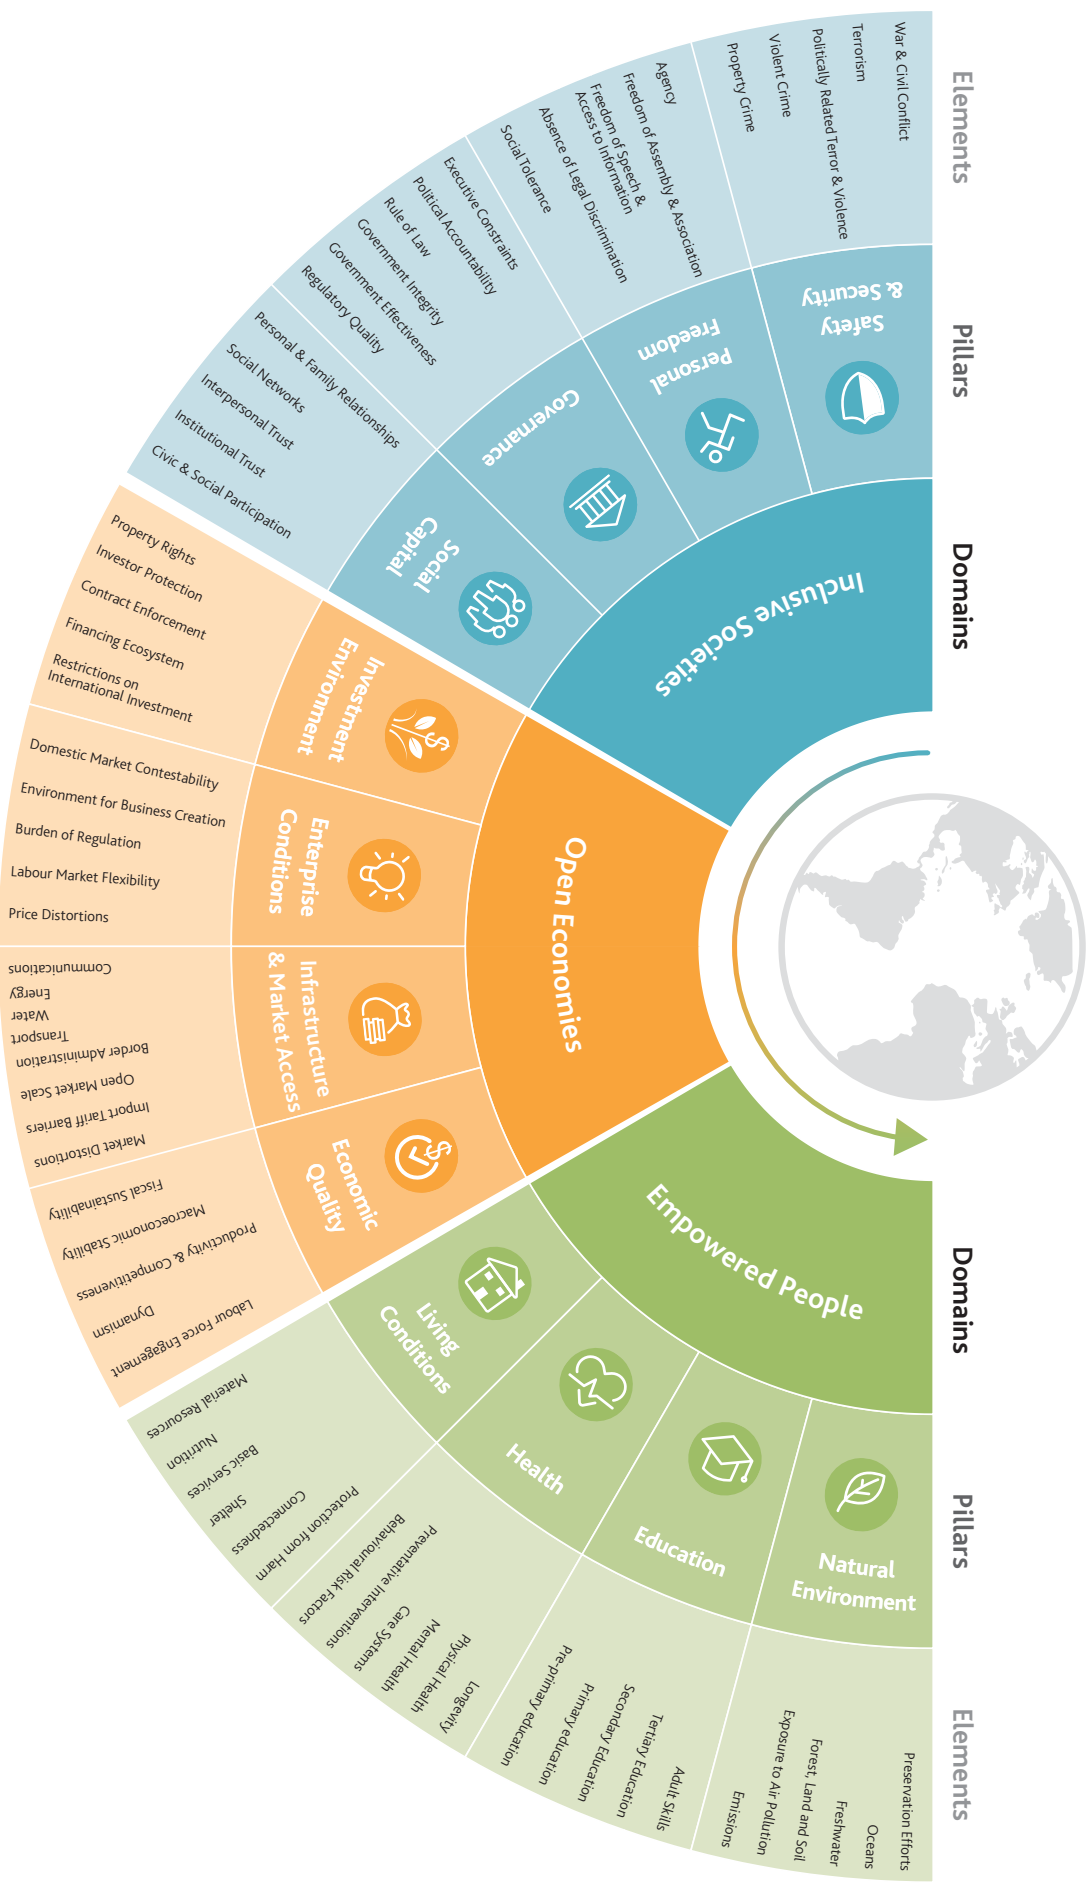 Elements
Pillars
Domains
Domains
Pillars
Elements
Inclusive Societies
Safety
& Security
War & Civil Conflict
Terrorism
Politically Related Terror & Violence
Violent Crime
Property Crime
Personal
Freedom
Agency
Freedom of Assembly & Association
Freedom of Speech &
Access to Information
Absence of Legal Discrimination
Social Tolerance
Governance
Executive Constraints
Political Accountability
Rule of Law
Government Integrity
Government Effectiveness
Regulatory Quality
Social
Capital
Personal & Family Relationships
Social Networks
Interpersonal Trust
Institutional Trust
Civic & Social Participation
Open Economies
Investment
Environment
Property Rights
Investor Protection
Contract Enforcement
Financing Ecosystem
Restrictions on
International Investment
Enterprise
Conditions
Domestic Market Contestability
Environment for Business Creation
Burden of Regulation
Labour Market Flexibility
Price Distortions
Infrastructure
& Market Access
Communications
Energy
Water
Transport
Border Administration
Open Market Scale
Import Tariff Barriers
Market Distortions
Economic
Quality
Fiscal Sustainability
Macroeconomic Stability
Productivity & Competitiveness
Dynamism
Labour Force Engagement
Empowered People
Living
Conditions
Material Resources
Nutrition
Basic Services
Shelter
Connectedness
Protection from Harm
Health
Behavioural Risk Factors
Preventative Interventions
Care Systems
Mental Health
Physical Health
Longevity
Education
Pre-primary education
Primary education
Secondary Education
Tertiary Education
Adult Skills
Natural
Environment
Emissions
Exposure to Air Pollution
Forest, Land and Soil
Freshwater
Oceans
Preservation Efforts
$
$